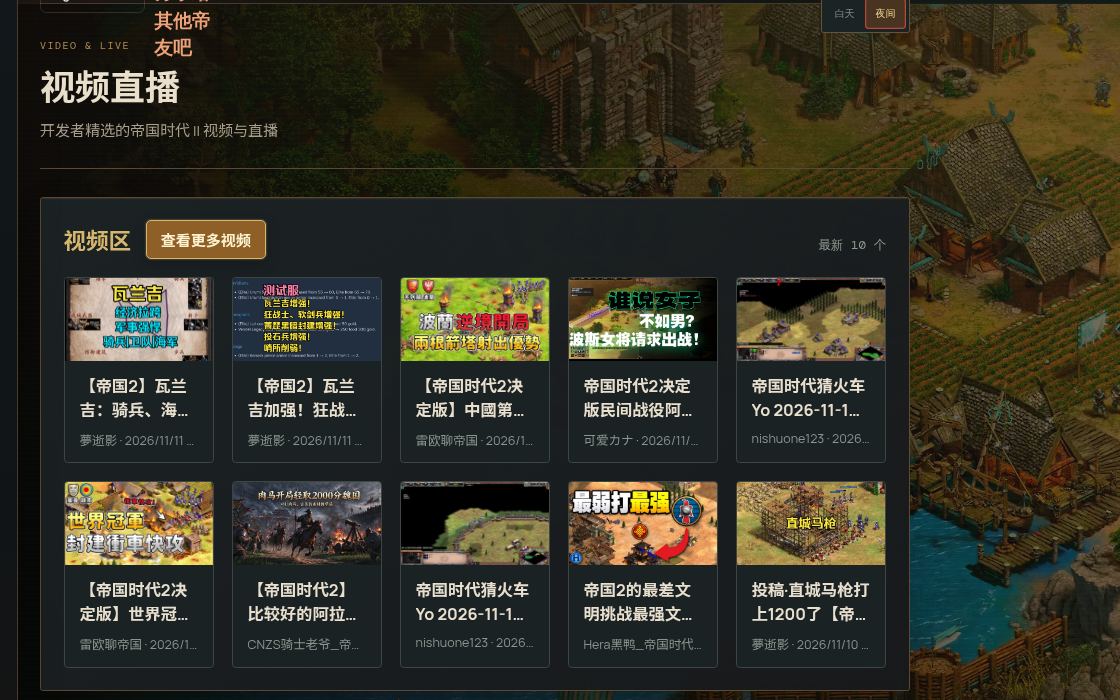 其他帝
友吧
白天
夜间
VIDEO & LIVE
视频直播
开发者精选的帝国时代 II 视频与直播
视频区
查看更多视频
最新 10 个
瓦兰吉
经济拉跨
军事强悍
骑兵|卫队|海军
测试服
瓦兰吉增强!
狂战士、软剑兵增强!
投石兵增强!
哨所削弱!
波蘭逆境開局
兩根箭塔射出優勢
谁说女子
不如男?
波斯女将请求出战!
【帝国2】瓦兰
吉：骑兵、海...
夢逝影 · 2026/11/11 ...
【帝国2】瓦兰
吉加强！狂战...
夢逝影 · 2026/11/11 ...
【帝国时代2决
定版】中國第...
雷欧聊帝国 · 2026/1...
帝国时代2决定
版民间战役阿...
可爱カナ · 2026/11/...
帝国时代猜火车
Yo 2026-11-1...
nishuone123 · 2026...
世界冠軍
封建衝車快攻
肉马开局轻取2000分魏国
最弱打最强
直城马枪
【帝国时代2决
定版】世界冠...
雷欧聊帝国 · 2026/1...
【帝国时代2】
比较好的阿拉...
CNZS骑士老爷_帝...
帝国时代猜火车
Yo 2026-11-1...
nishuone123 · 2026...
帝国2的最差文
明挑战最强文...
Hera黑鸭_帝国时代...
投稿·直城马枪打
上1200了【帝...
夢逝影 · 2026/11/10 ...